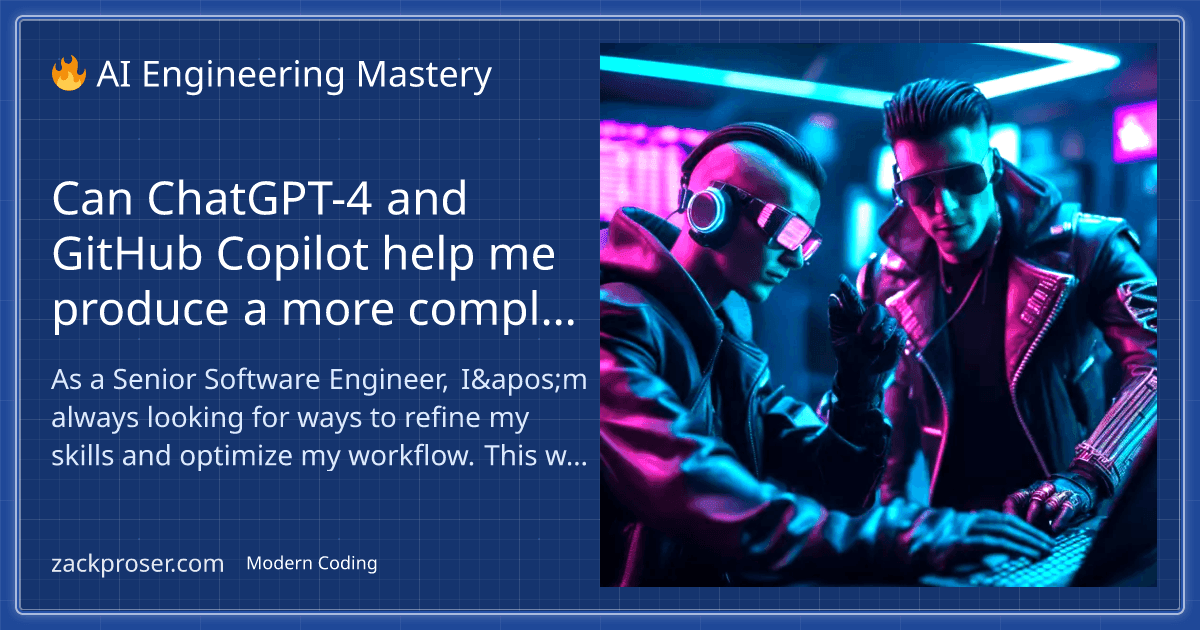 🔥 AI Engineering Mastery
Can ChatGPT-4 and
GitHub Copilot help me
produce a more compl...
As a Senior Software Engineer, I&apos;m
always looking for ways to refine my
skills and optimize my workflow. This w...
zackproser.com Modern Coding